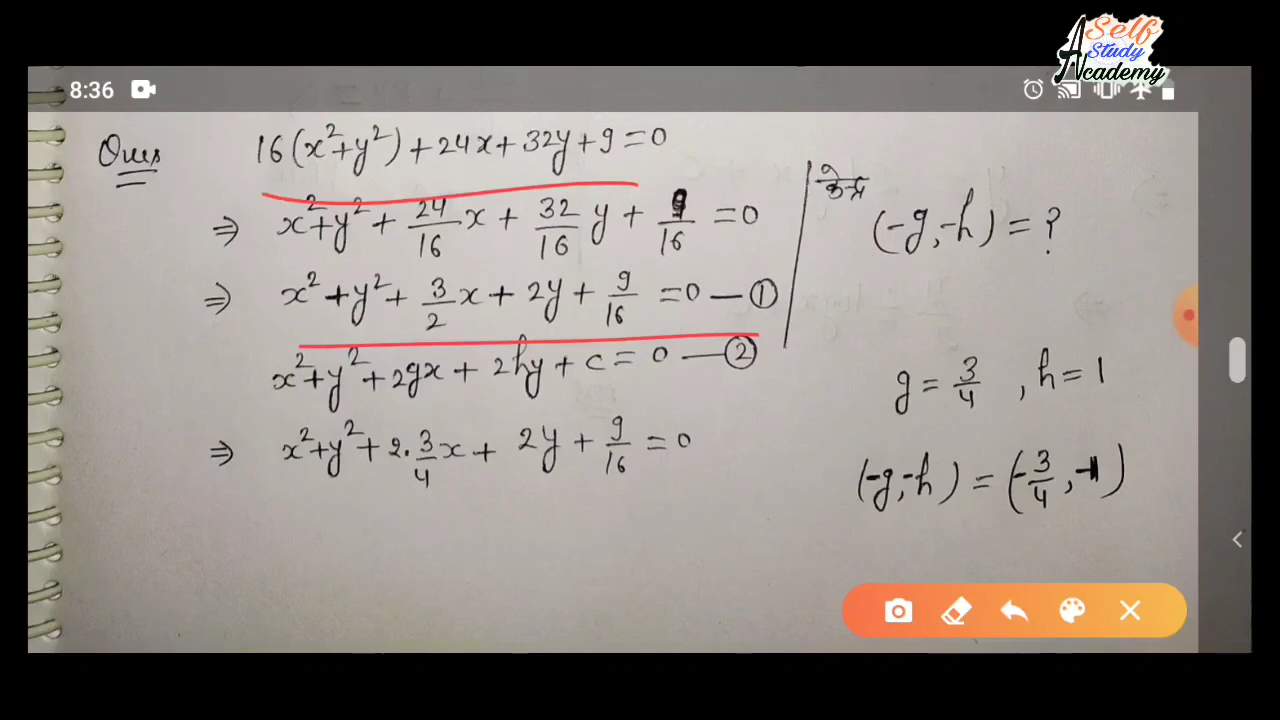 Self
Study
Academy
8:36
Ques 16(x²+y²)+24x+32y+9=0
⇒ x²+y²+ 24/16 x + 32/16 y + 9/16 =0
केन्द्र
(-g,-h)=?
⇒ x²+y²+ 3/2 x + 2y + 9/16 =0 — ①
x²+y²+2gx + 2hy + c = 0 — ②
g = 3/4 , h=1
⇒ x²+y²+2·3/4 x + 2y + 9/16 =0
(-g,-h) = (-3/4, -1)